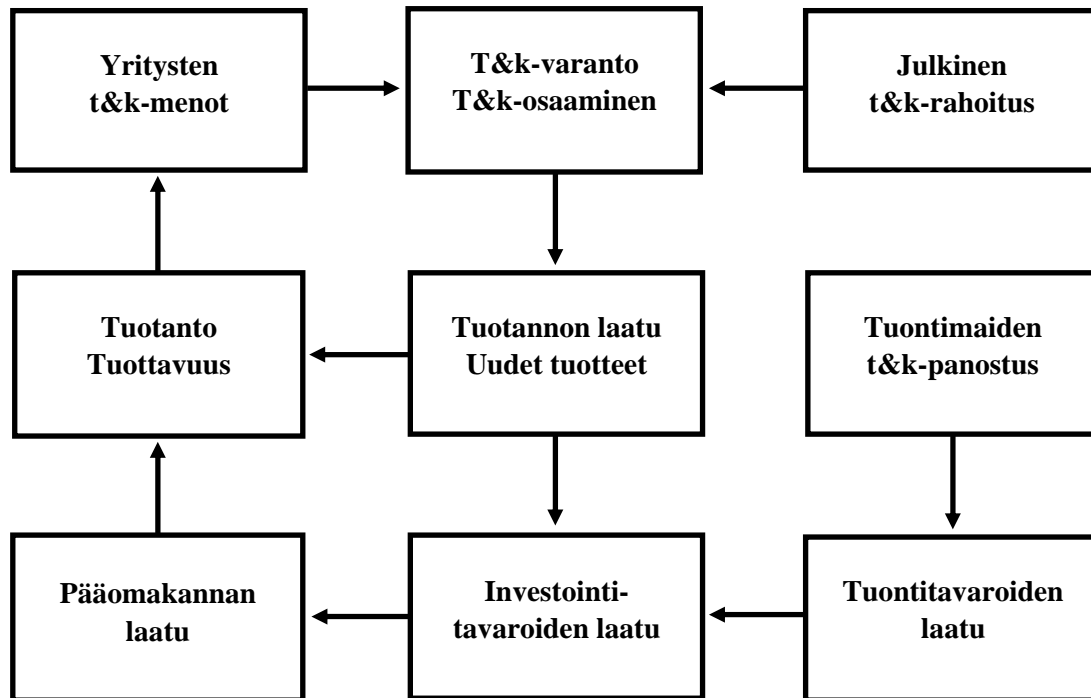 Yritysten
t&k-menot
T&k-varanto
T&k-osaaminen
Julkinen
t&k-rahoitus
Tuotanto
Tuottavuus
Tuotannon laatu
Uudet tuotteet
Tuontimaiden
t&k-panostus
Pääomakannan
laatu
Investointi-
tavaroiden laatu
Tuontitavaroiden
laatu